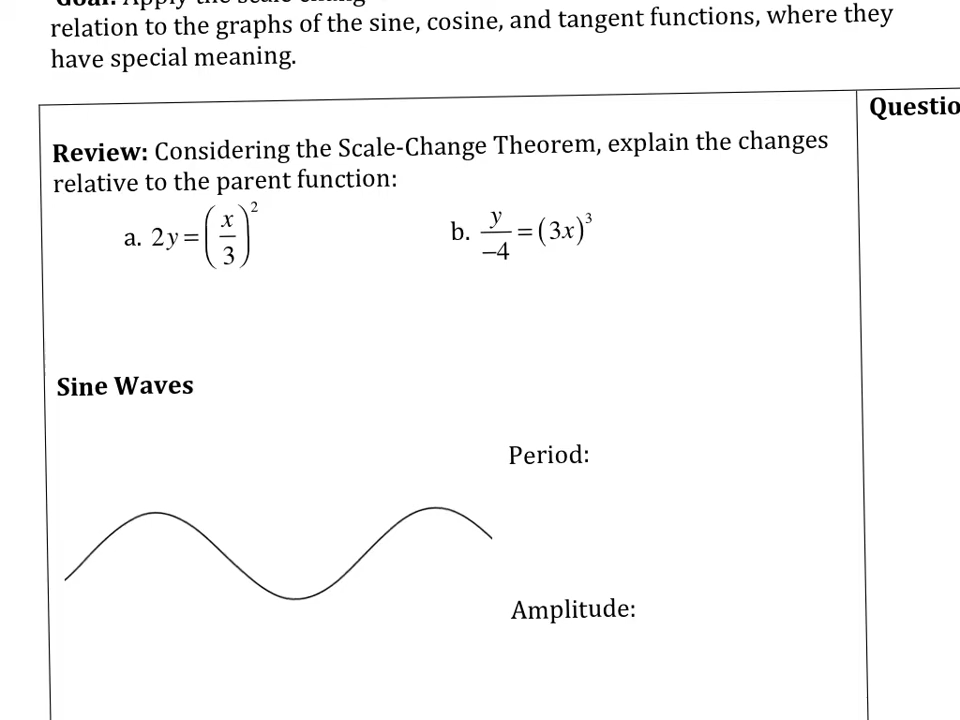 relation to the graphs of the sine, cosine, and tangent functions, where they
have special meaning.
Questio
Review: Considering the Scale-Change Theorem, explain the changes
relative to the parent function:
a. 2y = (x/3)²
b. y/−4 = (3x)³
Sine Waves
Period:
Amplitude: